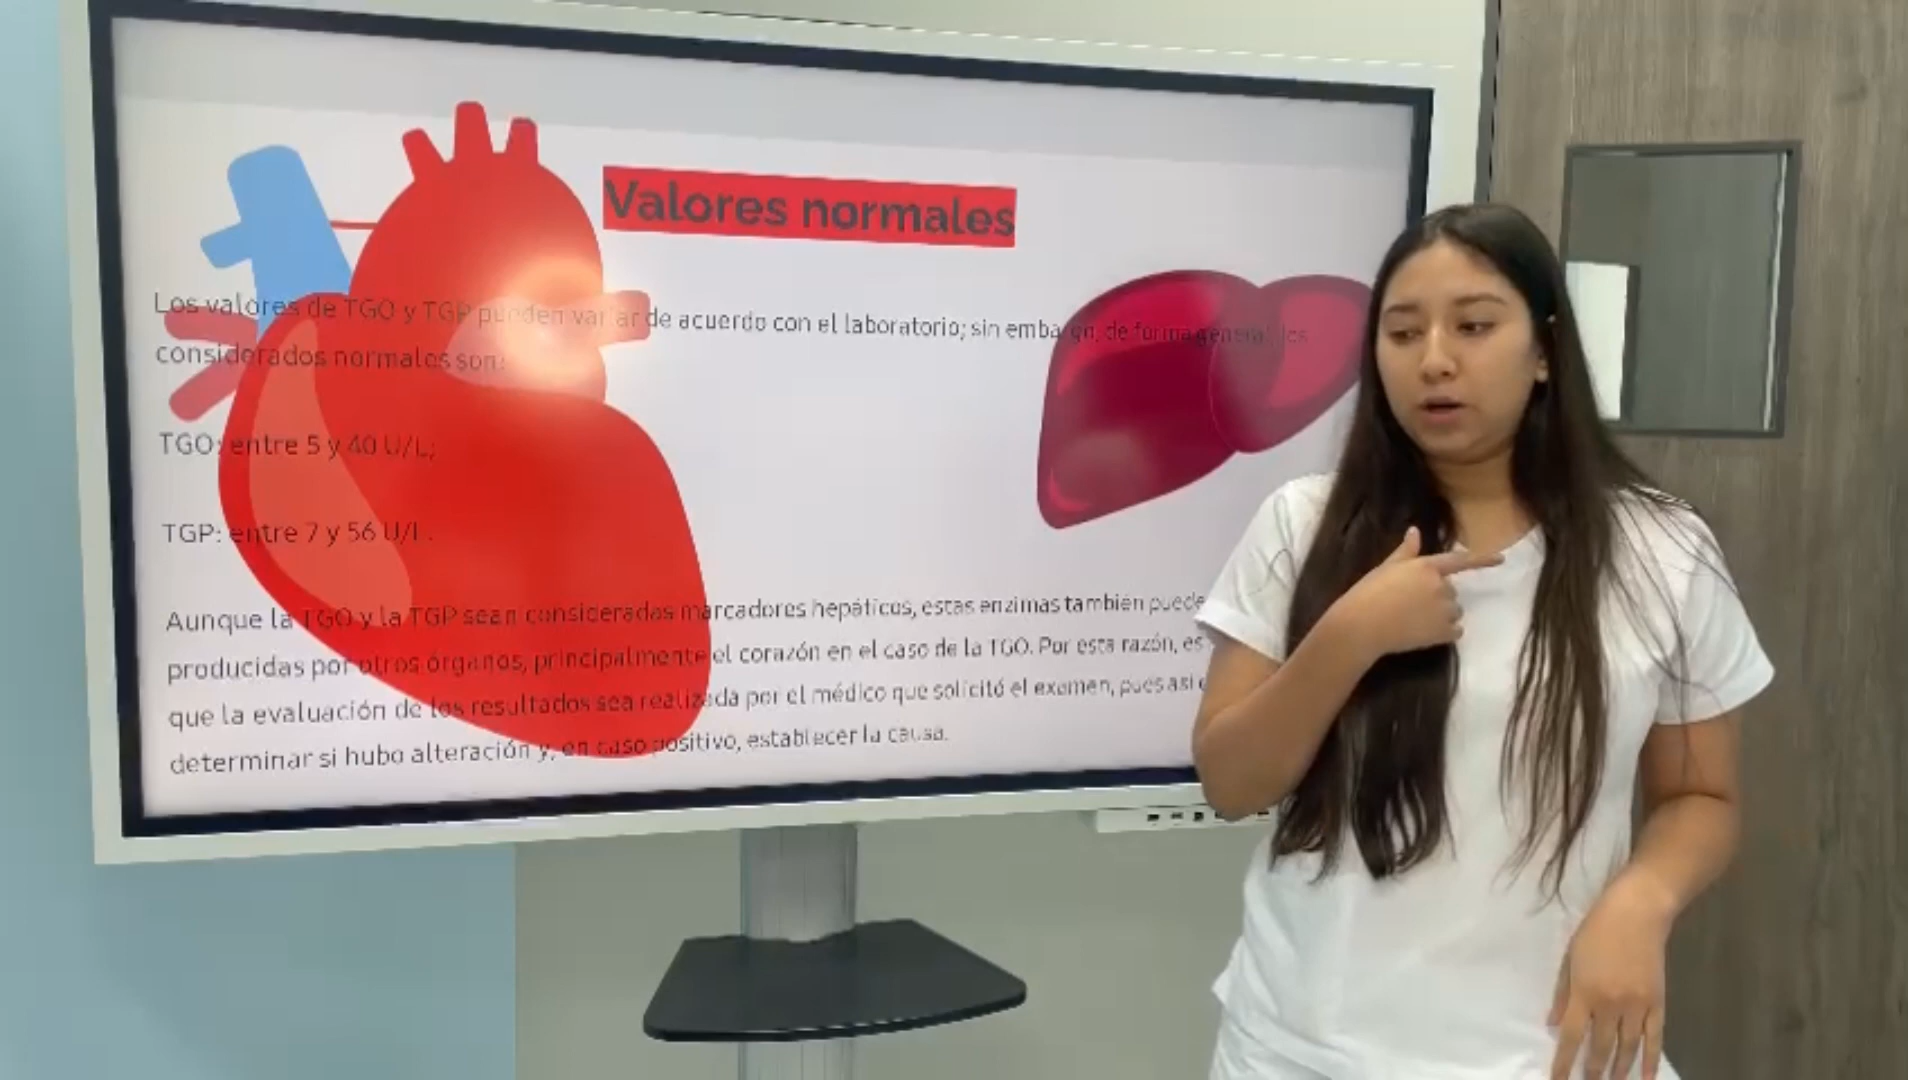 Valores normales
Los valores de TGO y TGP pueden variar de acuerdo con el laboratorio; sin embargo, de forma general los
considerados normales son:
TGO: entre 5 y 40 U/L;
TGP: entre 7 y 56 U/L.
Aunque la TGO y la TGP sean consideradas marcadores hepáticos, estas enzimas también puede
producidas por otros órganos, principalmente el corazón en el caso de la TGO. Por esta razón, es
que la evaluación de los resultados sea realizada por el médico que solicitó el examen, pues así
determinar si hubo alteración y, en caso positivo, establecer la causa.